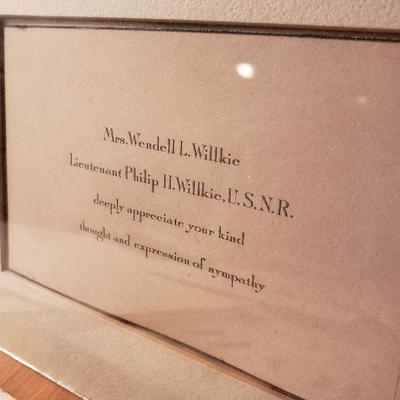 Mrs. Wendell L. Willkie
Lieutenant Philip H. Willkie, U. S. N. R.
deeply appreciate your kind
thought and expression of sympathy